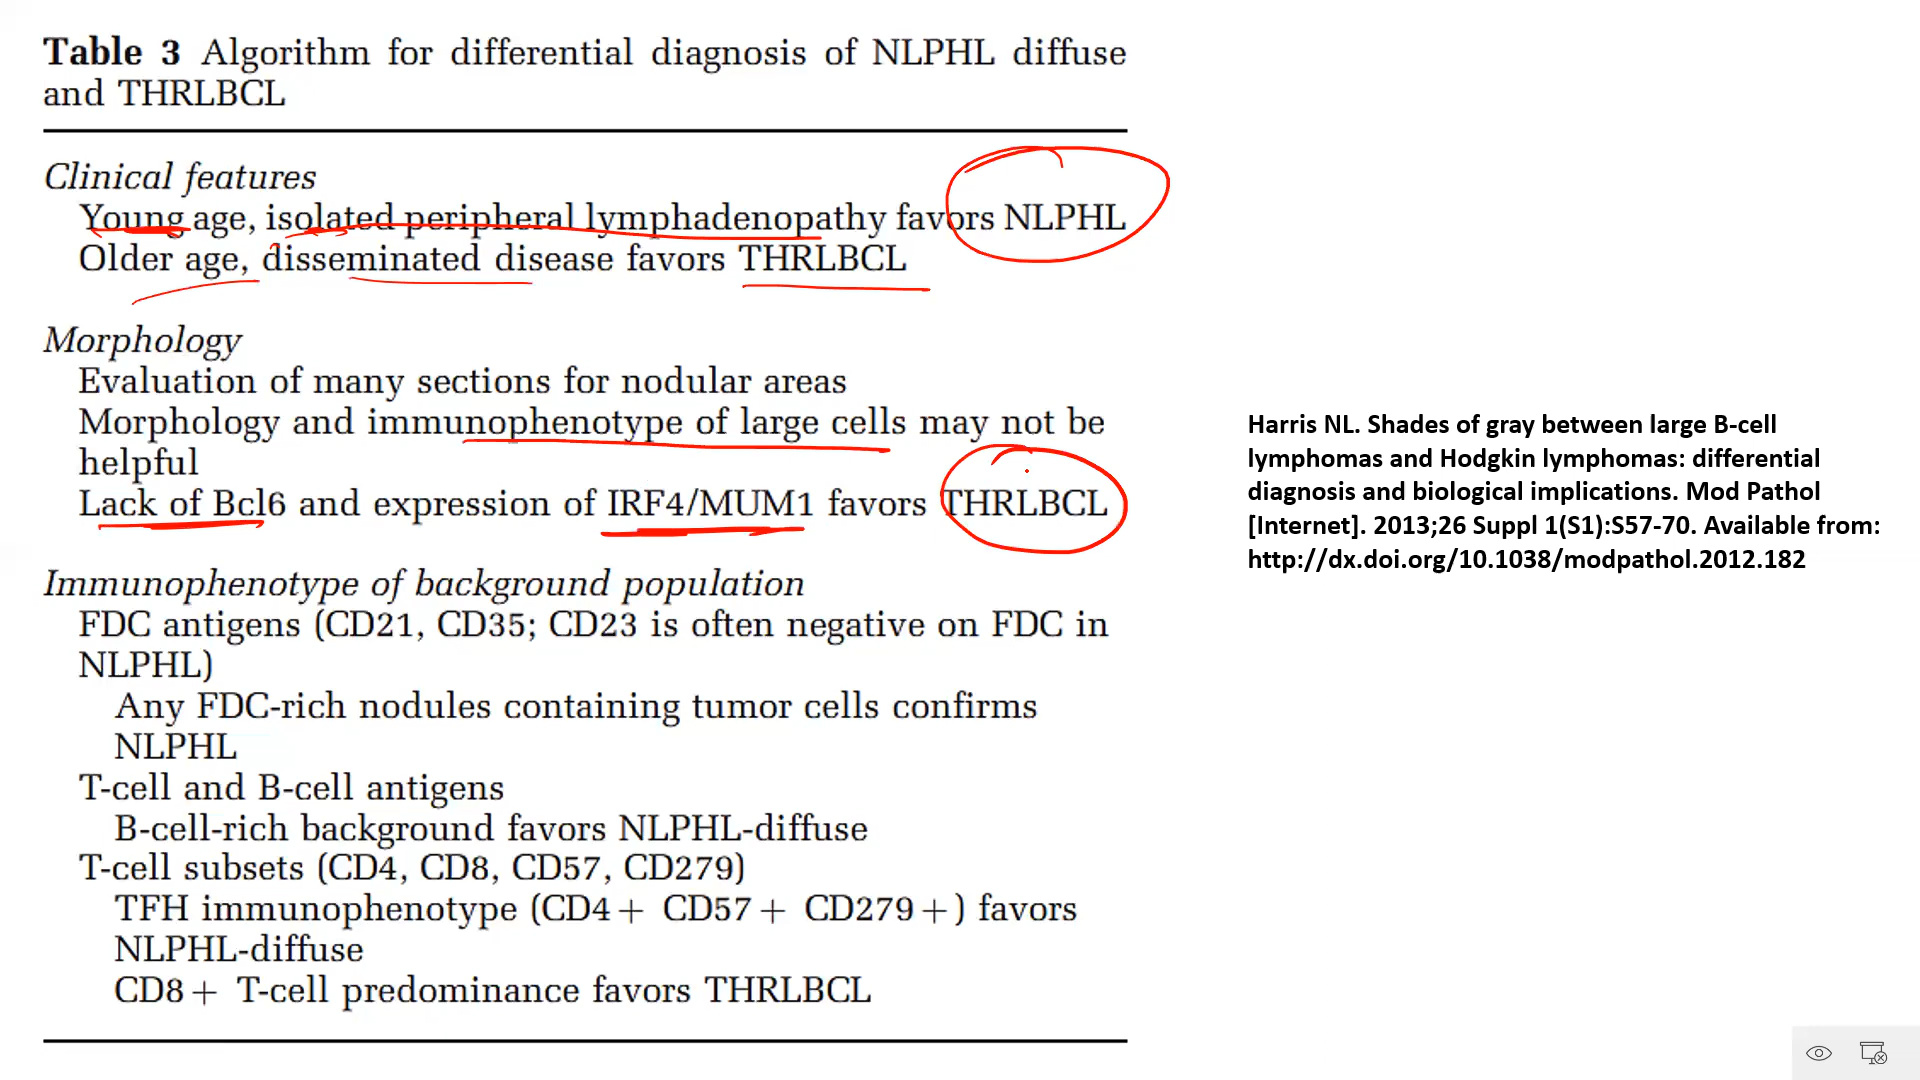 Table 3 Algorithm for differential diagnosis of NLPHL diffuse
and THRLBCL
Clinical features
Young age, isolated peripheral lymphadenopathy favors NLPHL
Older age, disseminated disease favors THRLBCL
Morphology
Evaluation of many sections for nodular areas
Morphology and immunophenotype of large cells may not be
helpful
Lack of Bcl6 and expression of IRF4/MUM1 favors THRLBCL
Immunophenotype of background population
FDC antigens (CD21, CD35; CD23 is often negative on FDC in
NLPHL)
Any FDC-rich nodules containing tumor cells confirms
NLPHL
T-cell and B-cell antigens
B-cell-rich background favors NLPHL-diffuse
T-cell subsets (CD4, CD8, CD57, CD279)
TFH immunophenotype (CD4+ CD57+ CD279+) favors
NLPHL-diffuse
CD8+ T-cell predominance favors THRLBCL
Harris NL. Shades of gray between large B-cell
lymphomas and Hodgkin lymphomas: differential
diagnosis and biological implications. Mod Pathol
[Internet]. 2013;26 Suppl 1(S1):S57-70. Available from:
http://dx.doi.org/10.1038/modpathol.2012.182